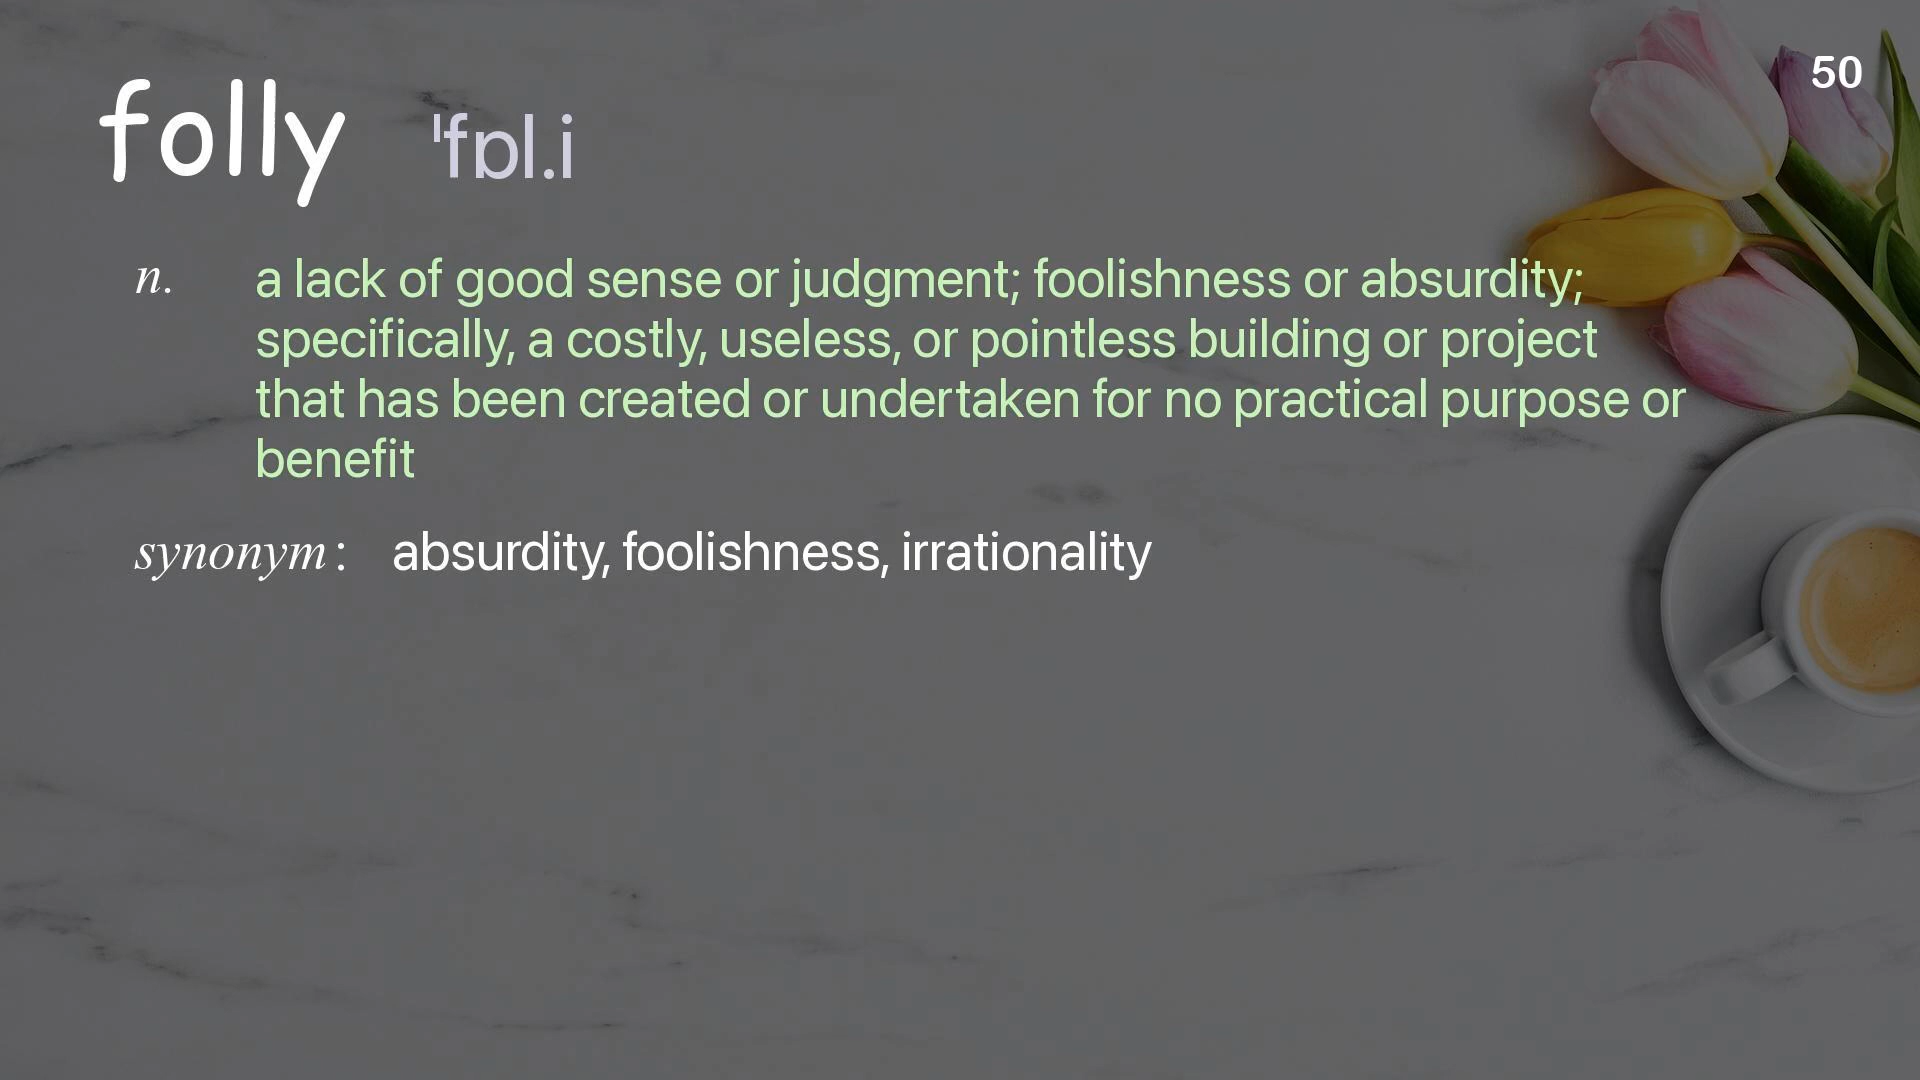 50
folly ˈfɒl.i
n. a lack of good sense or judgment; foolishness or absurdity;
specifically, a costly, useless, or pointless building or project
that has been created or undertaken for no practical purpose or
benefit
synonym: absurdity, foolishness, irrationality